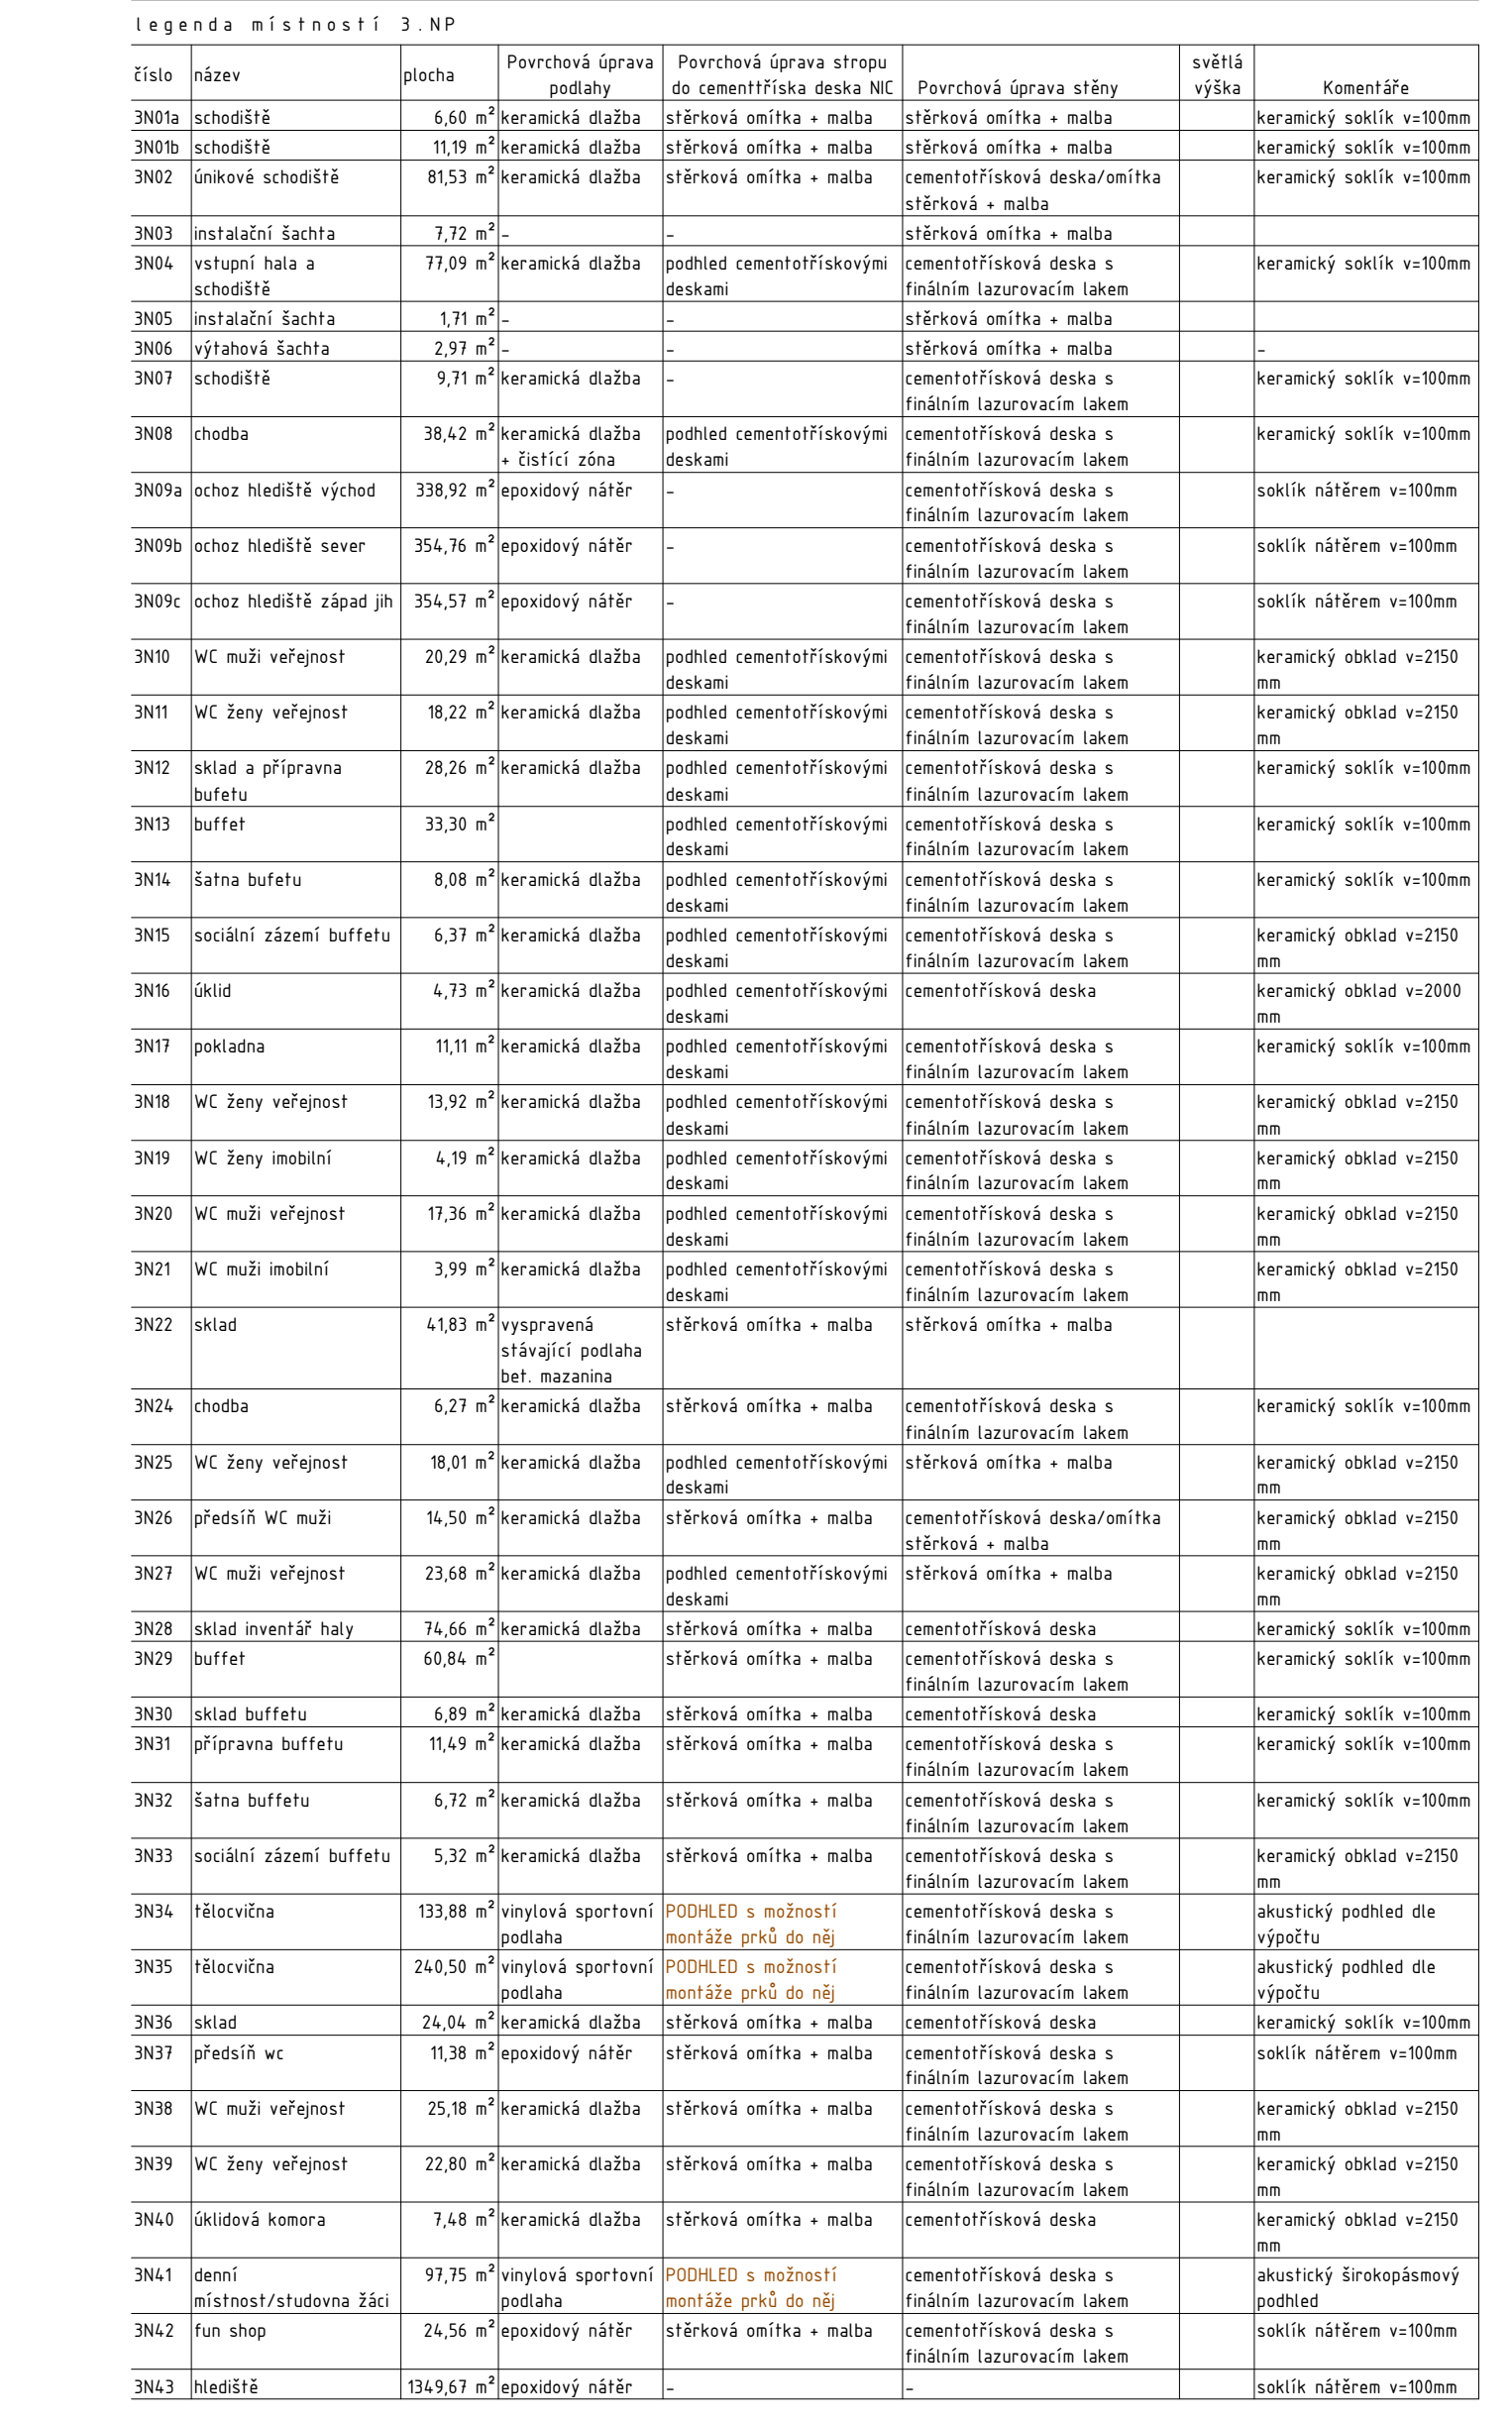 legenda místností 3.NP
číslo název plocha Povrchová úprava podlahy Povrchová úprava stropu do cementtříska deska NIC Povrchová úprava stěny světlá výška Komentáře
3N01a schodiště 6,60 m² keramická dlažba stěrková omítka + malba stěrková omítka + malba keramický soklík v=100mm
3N01b schodiště 11,19 m² keramická dlažba stěrková omítka + malba stěrková omítka + malba keramický soklík v=100mm
3N02 únikové schodiště 81,53 m² keramická dlažba stěrková omítka + malba cementotřísková deska/omítka stěrková + malba keramický soklík v=100mm
3N03 instalační šachta 7,72 m² - - stěrková omítka + malba
3N04 vstupní hala a schodiště 77,09 m² keramická dlažba podhled cementotřískovými deskami cementotřísková deska s finálním lazurovacím lakem keramický soklík v=100mm
3N05 instalační šachta 1,71 m² - - stěrková omítka + malba
3N06 výtahová šachta 2,97 m² - - stěrková omítka + malba -
3N07 schodiště 9,71 m² keramická dlažba - cementotřísková deska s finálním lazurovacím lakem keramický soklík v=100mm
3N08 chodba 38,42 m² keramická dlažba + čistící zóna podhled cementotřískovými deskami cementotřísková deska s finálním lazurovacím lakem keramický soklík v=100mm
3N09a ochoz hlediště východ 338,92 m² epoxidový nátěr - cementotřísková deska s finálním lazurovacím lakem soklík nátěrem v=100mm
3N09b ochoz hlediště sever 354,76 m² epoxidový nátěr - cementotřísková deska s finálním lazurovacím lakem soklík nátěrem v=100mm
3N09c ochoz hlediště západ jih 354,57 m² epoxidový nátěr - cementotřísková deska s finálním lazurovacím lakem soklík nátěrem v=100mm
3N10 WC muži veřejnost 20,29 m² keramická dlažba podhled cementotřískovými deskami cementotřísková deska s finálním lazurovacím lakem keramický obklad v=2150 mm
3N11 WC ženy veřejnost 18,22 m² keramická dlažba podhled cementotřískovými deskami cementotřísková deska s finálním lazurovacím lakem keramický obklad v=2150 mm
3N12 sklad a přípravna bufetu 28,26 m² keramická dlažba podhled cementotřískovými deskami cementotřísková deska s finálním lazurovacím lakem keramický soklík v=100mm
3N13 buffet 33,30 m² podhled cementotřískovými deskami cementotřísková deska s finálním lazurovacím lakem keramický soklík v=100mm
3N14 šatna bufetu 8,08 m² keramická dlažba podhled cementotřískovými deskami cementotřísková deska s finálním lazurovacím lakem keramický soklík v=100mm
3N15 sociální zázemí buffetu 6,37 m² keramická dlažba podhled cementotřískovými deskami cementotřísková deska s finálním lazurovacím lakem keramický obklad v=2150 mm
3N16 úklid 4,73 m² keramická dlažba podhled cementotřískovými deskami cementotřísková deska keramický obklad v=2000 mm
3N17 pokladna 11,11 m² keramická dlažba podhled cementotřískovými deskami cementotřísková deska s finálním lazurovacím lakem keramický soklík v=100mm
3N18 WC ženy veřejnost 13,92 m² keramická dlažba podhled cementotřískovými deskami cementotřísková deska s finálním lazurovacím lakem keramický obklad v=2150 mm
3N19 WC ženy imobilní 4,19 m² keramická dlažba podhled cementotřískovými deskami cementotřísková deska s finálním lazurovacím lakem keramický obklad v=2150 mm
3N20 WC muži veřejnost 17,36 m² keramická dlažba podhled cementotřískovými deskami cementotřísková deska s finálním lazurovacím lakem keramický obklad v=2150 mm
3N21 WC muži imobilní 3,99 m² keramická dlažba podhled cementotřískovými deskami cementotřísková deska s finálním lazurovacím lakem keramický obklad v=2150 mm
3N22 sklad 41,83 m² vyspravená stávající podlaha bet. mazanina stěrková omítka + malba stěrková omítka + malba
3N24 chodba 6,27 m² keramická dlažba stěrková omítka + malba cementotřísková deska s finálním lazurovacím lakem keramický soklík v=100mm
3N25 WC ženy veřejnost 18,01 m² keramická dlažba podhled cementotřískovými deskami stěrková omítka + malba keramický obklad v=2150 mm
3N26 předsíň WC muži 14,50 m² keramická dlažba stěrková omítka + malba cementotřísková deska/omítka stěrková + malba keramický obklad v=2150 mm
3N27 WC muži veřejnost 23,68 m² keramická dlažba podhled cementotřískovými deskami stěrková omítka + malba keramický obklad v=2150 mm
3N28 sklad inventář haly 74,66 m² keramická dlažba stěrková omítka + malba cementotřísková deska keramický soklík v=100mm
3N29 buffet 60,84 m² stěrková omítka + malba cementotřísková deska s finálním lazurovacím lakem keramický soklík v=100mm
3N30 sklad buffetu 6,89 m² keramická dlažba stěrková omítka + malba cementotřísková deska keramický soklík v=100mm
3N31 přípravna buffetu 11,49 m² keramická dlažba stěrková omítka + malba cementotřísková deska s finálním lazurovacím lakem keramický soklík v=100mm
3N32 šatna buffetu 6,72 m² keramická dlažba stěrková omítka + malba cementotřísková deska s finálním lazurovacím lakem keramický soklík v=100mm
3N33 sociální zázemí buffetu 5,32 m² keramická dlažba stěrková omítka + malba cementotřísková deska s finálním lazurovacím lakem keramický obklad v=2150 mm
3N34 tělocvična 133,88 m² vinylová sportovní podlaha PODHLED s možností montáže prků do něj cementotřísková deska s finálním lazurovacím lakem akustický podhled dle výpočtu
3N35 tělocvična 240,50 m² vinylová sportovní podlaha PODHLED s možností montáže prků do něj cementotřísková deska s finálním lazurovacím lakem akustický podhled dle výpočtu
3N36 sklad 24,04 m² keramická dlažba stěrková omítka + malba cementotřísková deska keramický soklík v=100mm
3N37 předsíň wc 11,38 m² epoxidový nátěr stěrková omítka + malba cementotřísková deska s finálním lazurovacím lakem soklík nátěrem v=100mm
3N38 WC muži veřejnost 25,18 m² keramická dlažba stěrková omítka + malba cementotřísková deska s finálním lazurovacím lakem keramický obklad v=2150 mm
3N39 WC ženy veřejnost 22,80 m² keramická dlažba stěrková omítka + malba cementotřísková deska s finálním lazurovacím lakem keramický obklad v=2150 mm
3N40 úklidová komora 7,48 m² keramická dlažba stěrková omítka + malba cementotřísková deska keramický obklad v=2150 mm
3N41 denní místnost/studovna žáci 97,75 m² vinylová sportovní podlaha PODHLED s možností montáže prků do něj cementotřísková deska s finálním lazurovacím lakem akustický širokopásmový podhled
3N42 fun shop 24,56 m² epoxidový nátěr stěrková omítka + malba cementotřísková deska s finálním lazurovacím lakem soklík nátěrem v=100mm
3N43 hlediště 1349,67 m² epoxidový nátěr - - soklík nátěrem v=100mm